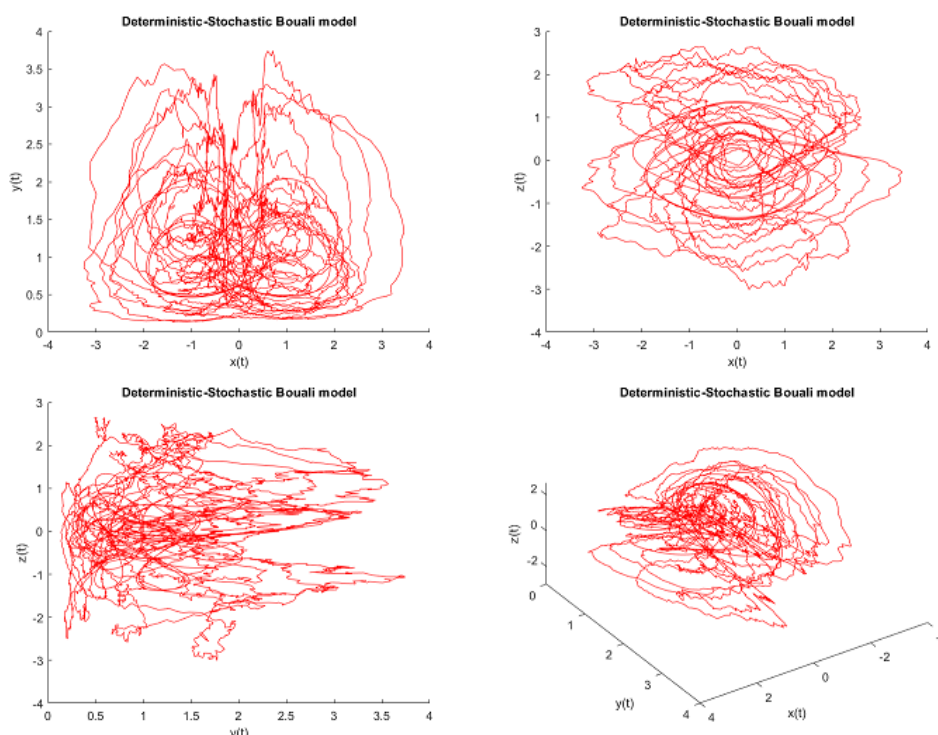 Deterministic-Stochastic Bouali model
4
3.5
3
2.5
2
1.5
1
0.5
0
y(t)
-4 -3 -2 -1 0 1 2 3 4
x(t)
Deterministic-Stochastic Bouali model
3
2
1
0
-1
-2
-3
-4
z(t)
-4 -3 -2 -1 0 1 2 3 4
x(t)
Deterministic-Stochastic Bouali model
3
2
1
0
-1
-2
-3
-4
z(t)
0 0.5 1 1.5 2 2.5 3 3.5 4
y(t)
Deterministic-Stochastic Bouali model
2
0
-2
z(t)
0
1
2
3
4
y(t)
4
2
0
-2
x(t)